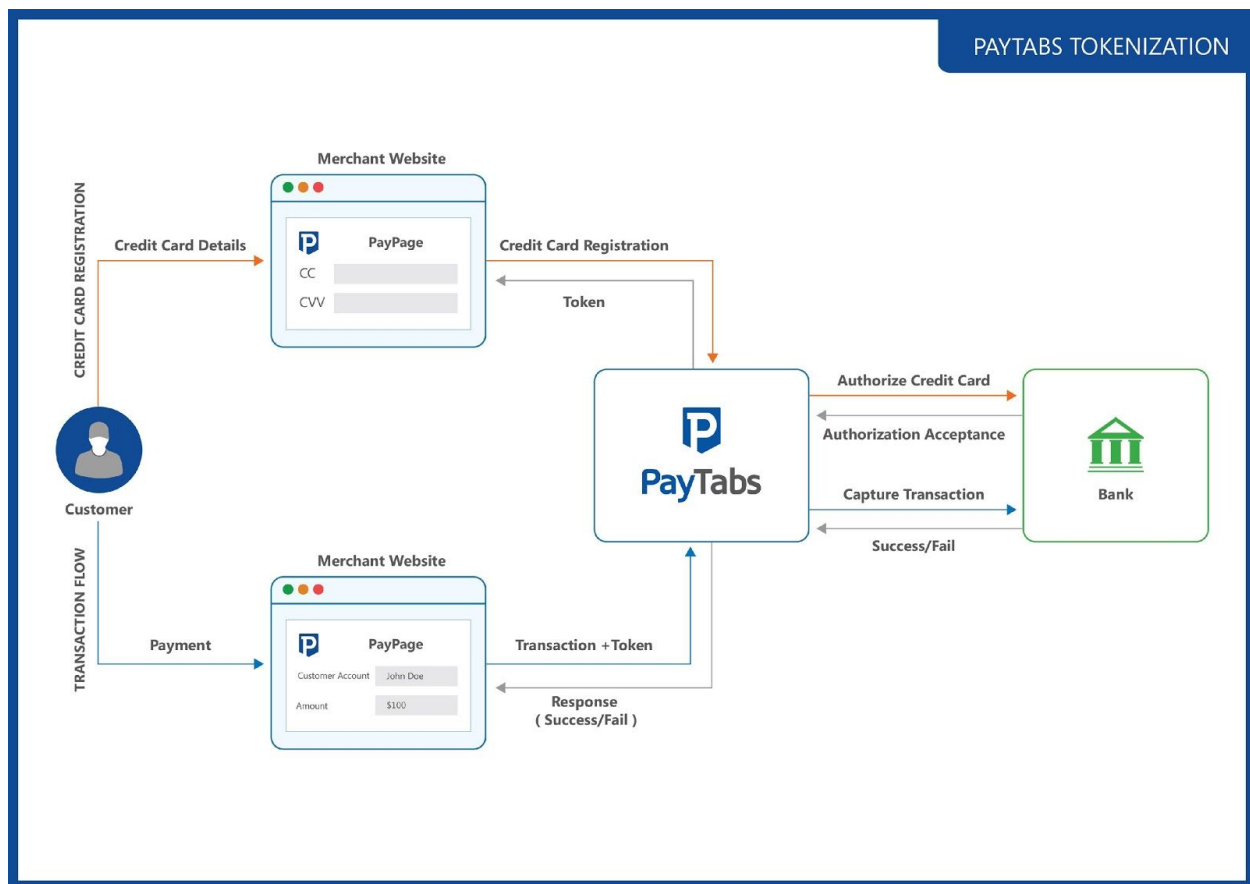 PAYTABS TOKENIZATION
Merchant Website
CREDIT CARD REGISTRATION
Credit Card Details
P
PayPage
CC
CVV
Credit Card Registration
Token
Customer
P
PayTabs
Authorize Credit Card
Authorization Acceptance
Capture Transaction
Success/Fail
Bank
TRANSACTION FLOW
Payment
Merchant Website
P
PayPage
Customer Account
John Doe
Amount
$100
Transaction +Token
Response
( Success/Fail )